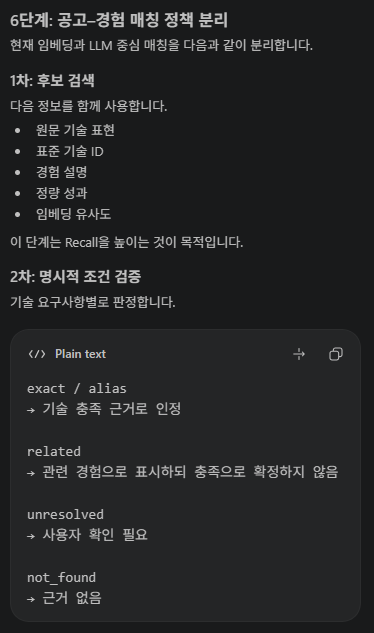 6단계: 공고–경험 매칭 정책 분리
현재 임베딩과 LLM 중심 매칭을 다음과 같이 분리합니다.
1차: 후보 검색
다음 정보를 함께 사용합니다.
• 원문 기술 표현
• 표준 기술 ID
• 경험 설명
• 정량 성과
• 임베딩 유사도
이 단계는 Recall을 높이는 것이 목적입니다.
2차: 명시적 조건 검증
기술 요구사항별로 판정합니다.
</> Plain text
exact / alias
→ 기술 충족 근거로 인정
related
→ 관련 경험으로 표시하되 충족으로 확정하지 않음
unresolved
→ 사용자 확인 필요
not_found
→ 근거 없음